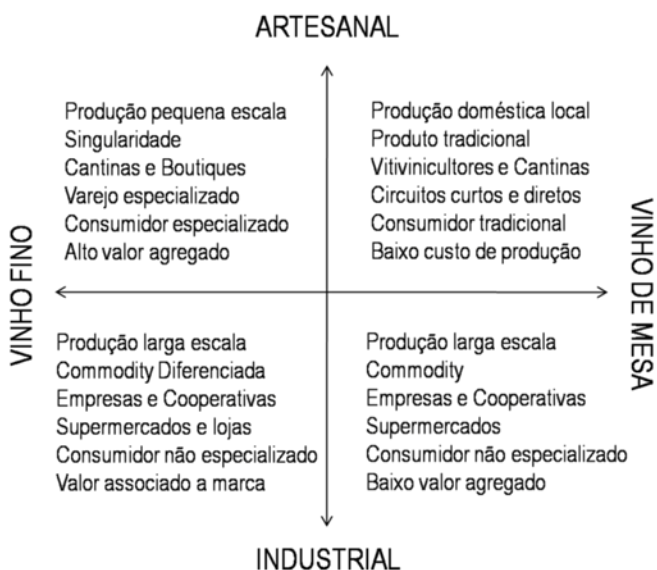 ARTESANAL
Produção pequena escala
Singularidade
Cantinas e Boutiques
Varejo especializado
Consumidor especializado
Alto valor agregado
Produção doméstica local
Produto tradicional
Vitivinicultores e Cantinas
Circuitos curtos e diretos
Consumidor tradicional
Baixo custo de produção
VINHO FINO
VINHO DE MESA
Produção larga escala
Commodity Diferenciada
Empresas e Cooperativas
Supermercados e lojas
Consumidor não especializado
Valor associado a marca
Produção larga escala
Commodity
Empresas e Cooperativas
Supermercados
Consumidor não especializado
Baixo valor agregado
INDUSTRIAL